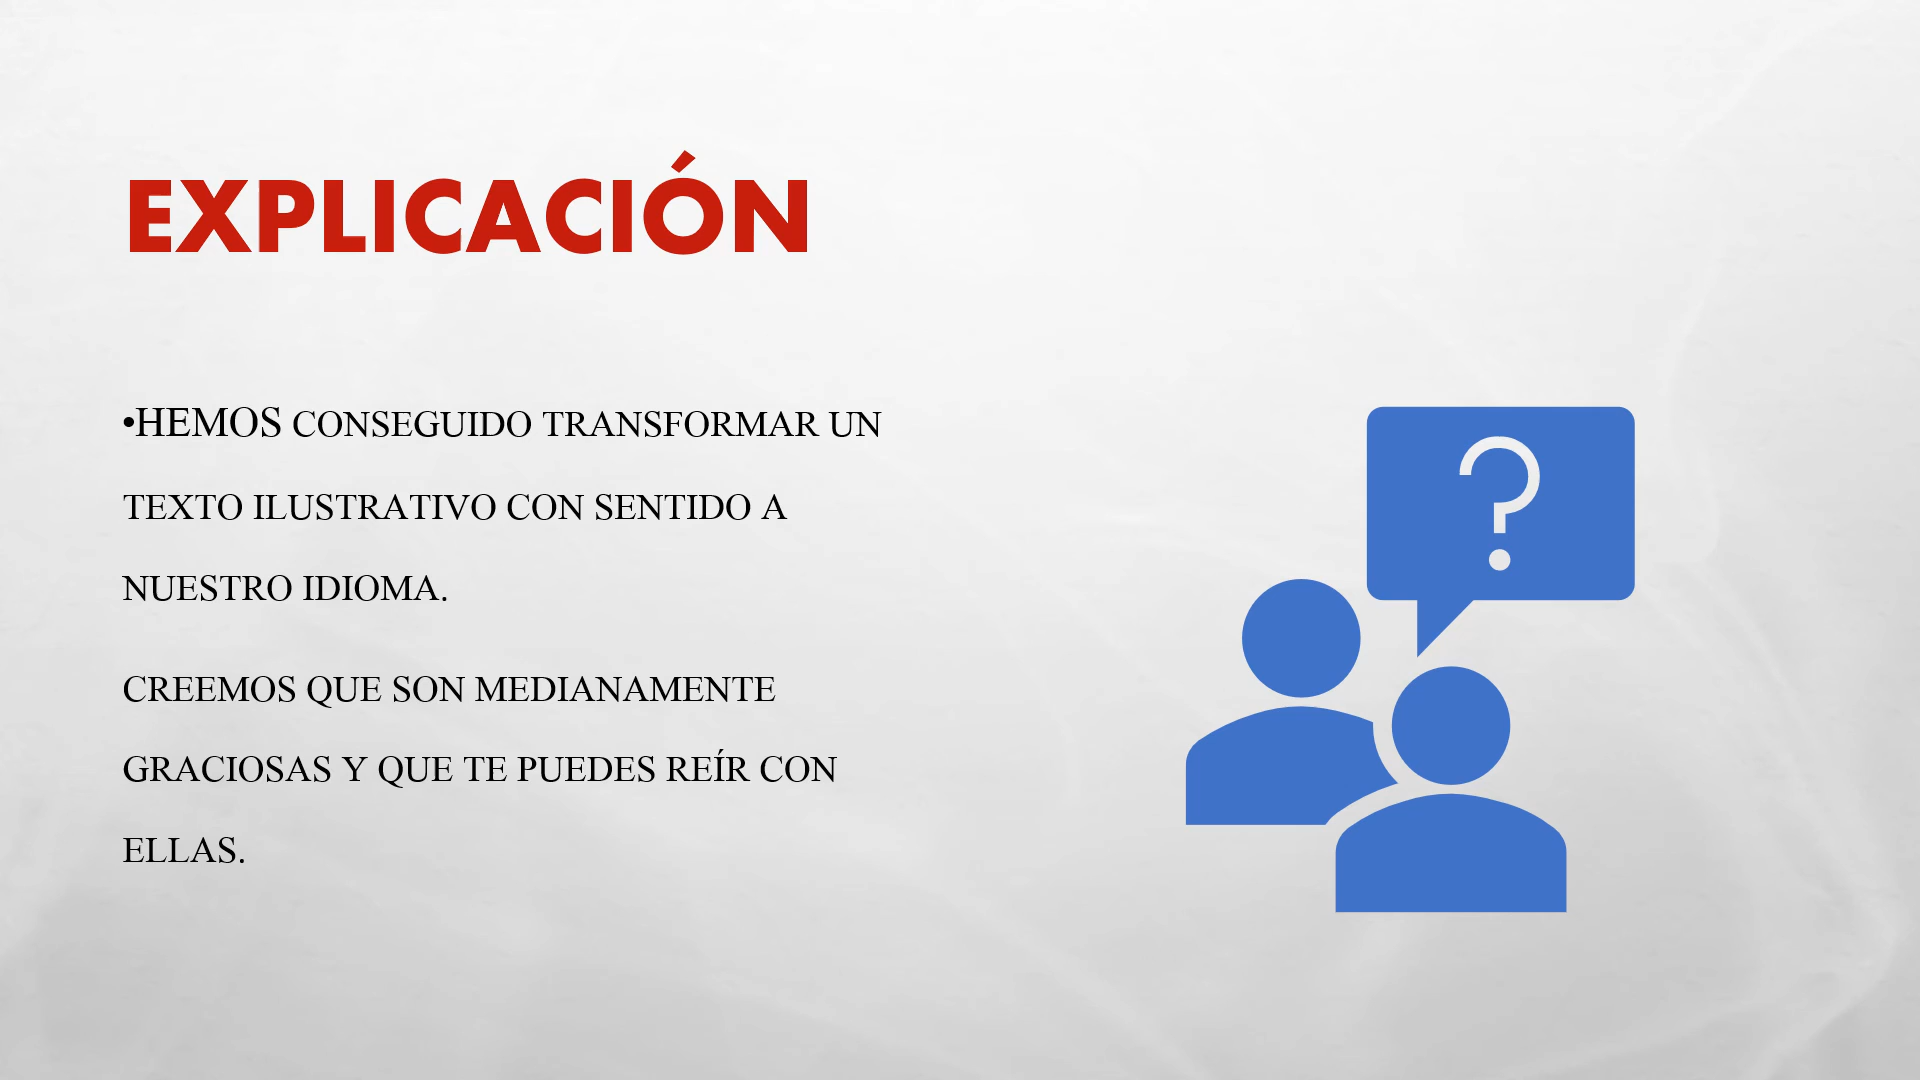 EXPLICACIÓN
•HEMOS CONSEGUIDO TRANSFORMAR UN
TEXTO ILUSTRATIVO CON SENTIDO A
NUESTRO IDIOMA.
CREEMOS QUE SON MEDIANAMENTE
GRACIOSAS Y QUE TE PUEDES REÍR CON
ELLAS.
?